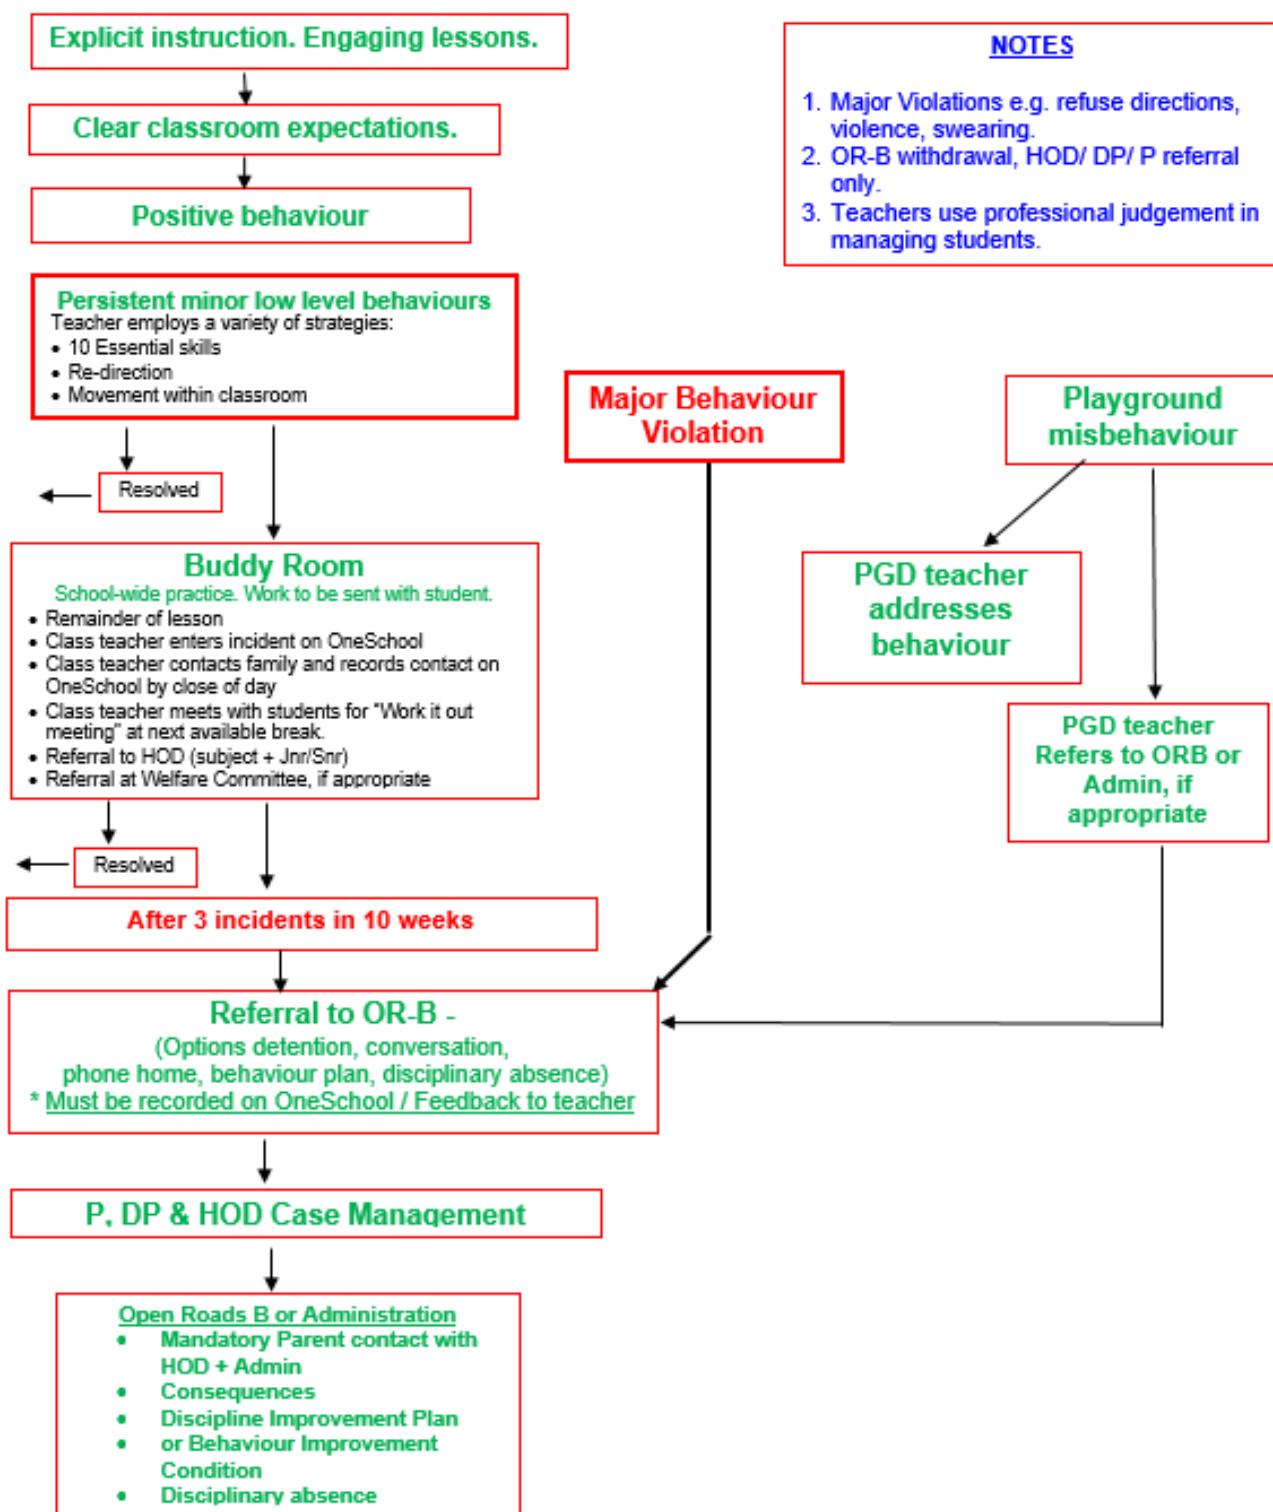 Explicit instruction. Engaging lessons.
Clear classroom expectations.
Positive behaviour
NOTES
1. Major Violations e.g. refuse directions,
violence, swearing.
2. OR-B withdrawal, HOD/ DP/ P referral
only.
3. Teachers use professional judgement in
managing students.
Persistent minor low level behaviours
Teacher employs a variety of strategies:
• 10 Essential skills
• Re-direction
• Movement within classroom
Resolved
Major Behaviour
Violation
Playground
misbehaviour
Buddy Room
School-wide practice. Work to be sent with student.
• Remainder of lesson
• Class teacher enters incident on OneSchool
• Class teacher contacts family and records contact on
OneSchool by close of day
• Class teacher meets with students for "Work it out
meeting" at next available break.
• Referral to HOD (subject + Jnr/Snr)
• Referral at Welfare Committee, if appropriate
Resolved
PGD teacher
addresses
behaviour
PGD teacher
Refers to ORB or
Admin, if
appropriate
After 3 incidents in 10 weeks
Referral to OR-B -
(Options detention, conversation,
phone home, behaviour plan, disciplinary absence)
* Must be recorded on OneSchool / Feedback to teacher
P, DP & HOD Case Management
Open Roads B or Administration
• Mandatory Parent contact with
HOD + Admin
• Consequences
• Discipline Improvement Plan
• or Behaviour Improvement
Condition
• Disciplinary absence